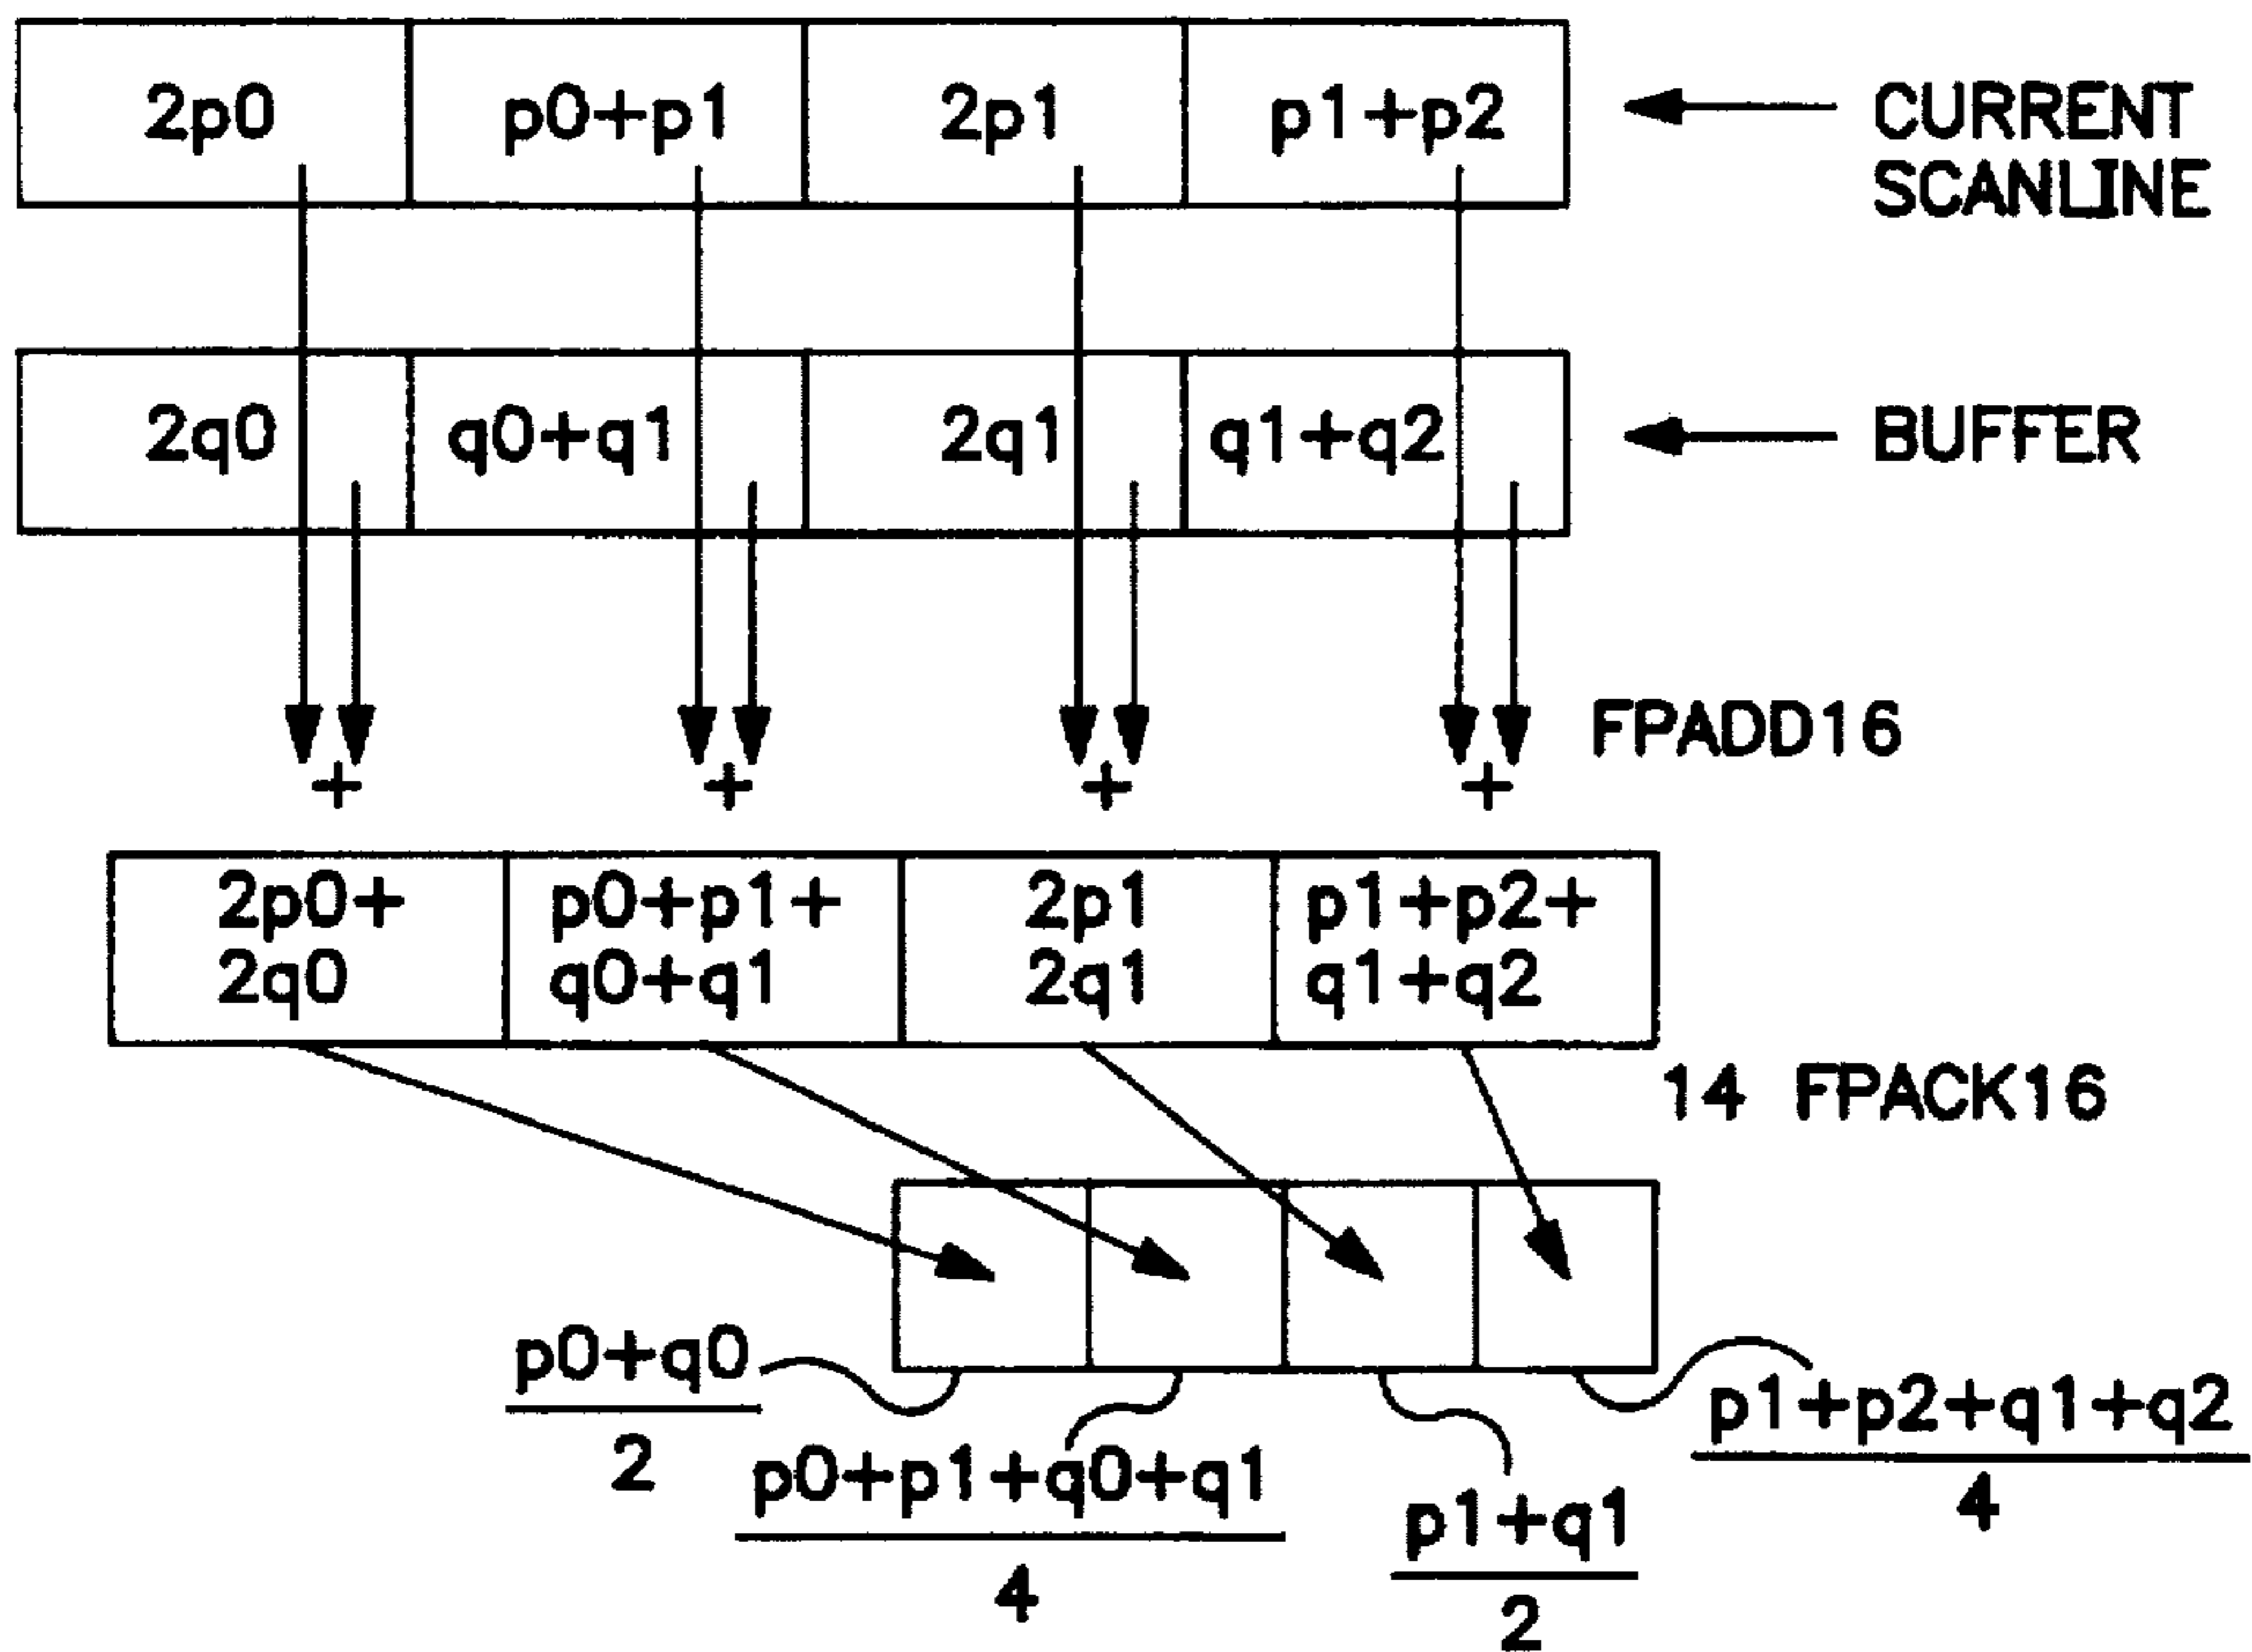 2p0 p0+p1 2p1 p1+p2 CURRENT
SCANLINE
2q0 q0+q1 2q1 q1+q2 BUFFER
FPADD16
+ + + +
2p0+ p0+p1+ 2p1 p1+p2+
2q0 q0+q1 2q1 q1+q2
14 FPACK16
p0+q0
2
p0+p1+q0+q1
4
p1+q1
2
p1+p2+q1+q2
4